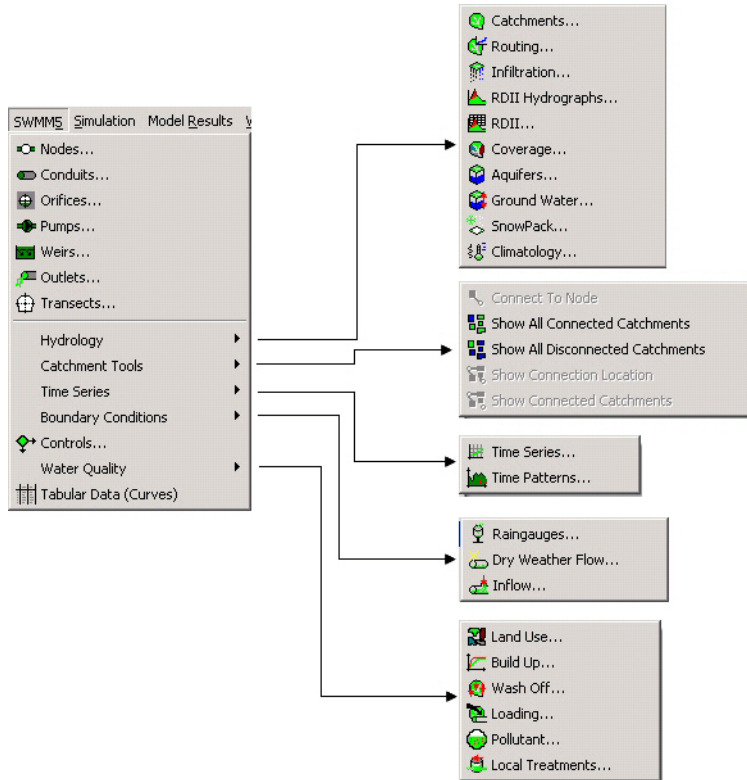 SWMM5 Simulation Model Results
Nodes...
Conduits...
Orifices...
Pumps...
Weirs...
Outlets...
Transects...
Hydrology
Catchment Tools
Time Series
Boundary Conditions
Controls...
Water Quality
Tabular Data (Curves)
Catchments...
Routing...
Infiltration...
RDII Hydrographs...
RDII...
Coverage...
Aquifers...
Ground Water...
SnowPack...
Climatology...
Connect To Node
Show All Connected Catchments
Show All Disconnected Catchments
Show Connection Location
Show Connected Catchments
Time Series...
Time Patterns...
Raingauges...
Dry Weather Flow...
Inflow...
Land Use...
Build Up...
Wash Off...
Loading...
Pollutant...
Local Treatments...